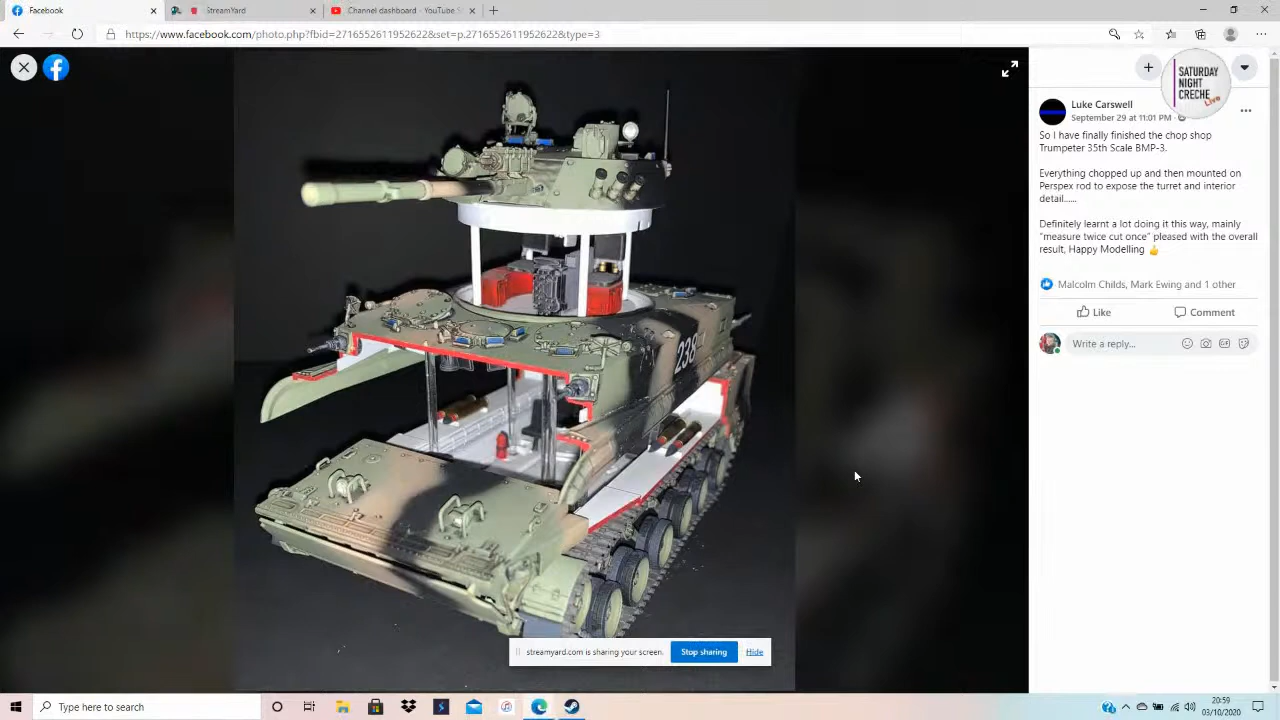 Facebook
StreamYard
Channel dashboard - YouTube S
https://www.facebook.com/photo.php?fbid=2716552611952622&set=p.2716552611952622&type=3
SATURDAY
NIGHT
CRECHE
Live
Luke Carswell
September 29 at 11:01 PM ·
So I have finally finished the chop shop
Trumpeter 35th Scale BMP-3.
Everything chopped up and then mounted on
Perspex rod to expose the turret and interior
detail......
Definitely learnt a lot doing it this way, mainly
"measure twice cut once" pleased with the overall
result, Happy Modelling 👍
Malcolm Childs, Mark Ewing and 1 other
Like
Comment
Write a reply...
238
streamyard.com is sharing your screen.
Stop sharing
Hide
Type here to search
20:59
03/10/2020